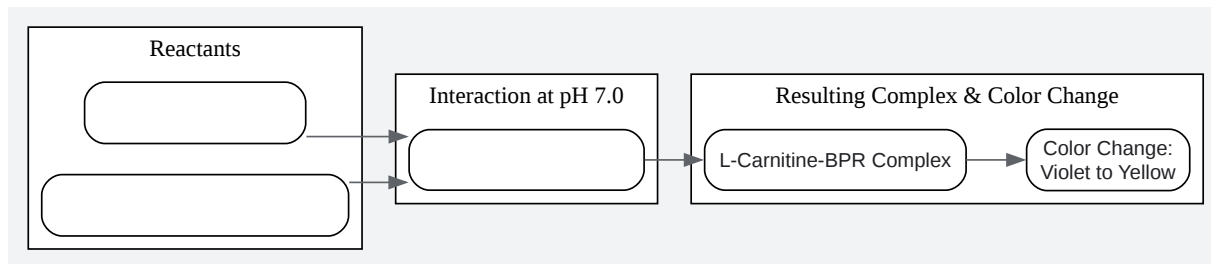 Reactants
Interaction at pH 7.0
Resulting Complex & Color Change
L-Carnitine-BPR Complex
Color Change:
Violet to Yellow